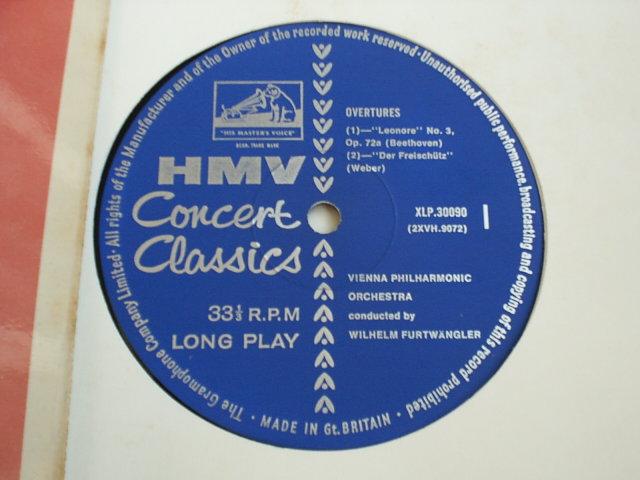 The Gramophone Company Limited · All rights of the Manufacturer and of the Owner of the recorded work reserved · Unauthorised public performance, broadcasting and copying of this record prohibited
"HIS MASTER'S VOICE"
REGD. TRADE MARK
HMV
Concert
Classics
33⅓ R.P.M
LONG PLAY
OVERTURES
(1)—"Leonore" No. 3,
Op. 72a (Beethoven)
(2)—"Der Freischütz"
(Weber)
XLP.30090 1
(2XVH.9072)
VIENNA PHILHARMONIC
ORCHESTRA
conducted by
WILHELM FURTWÄNGLER
· MADE IN Gt. BRITAIN ·